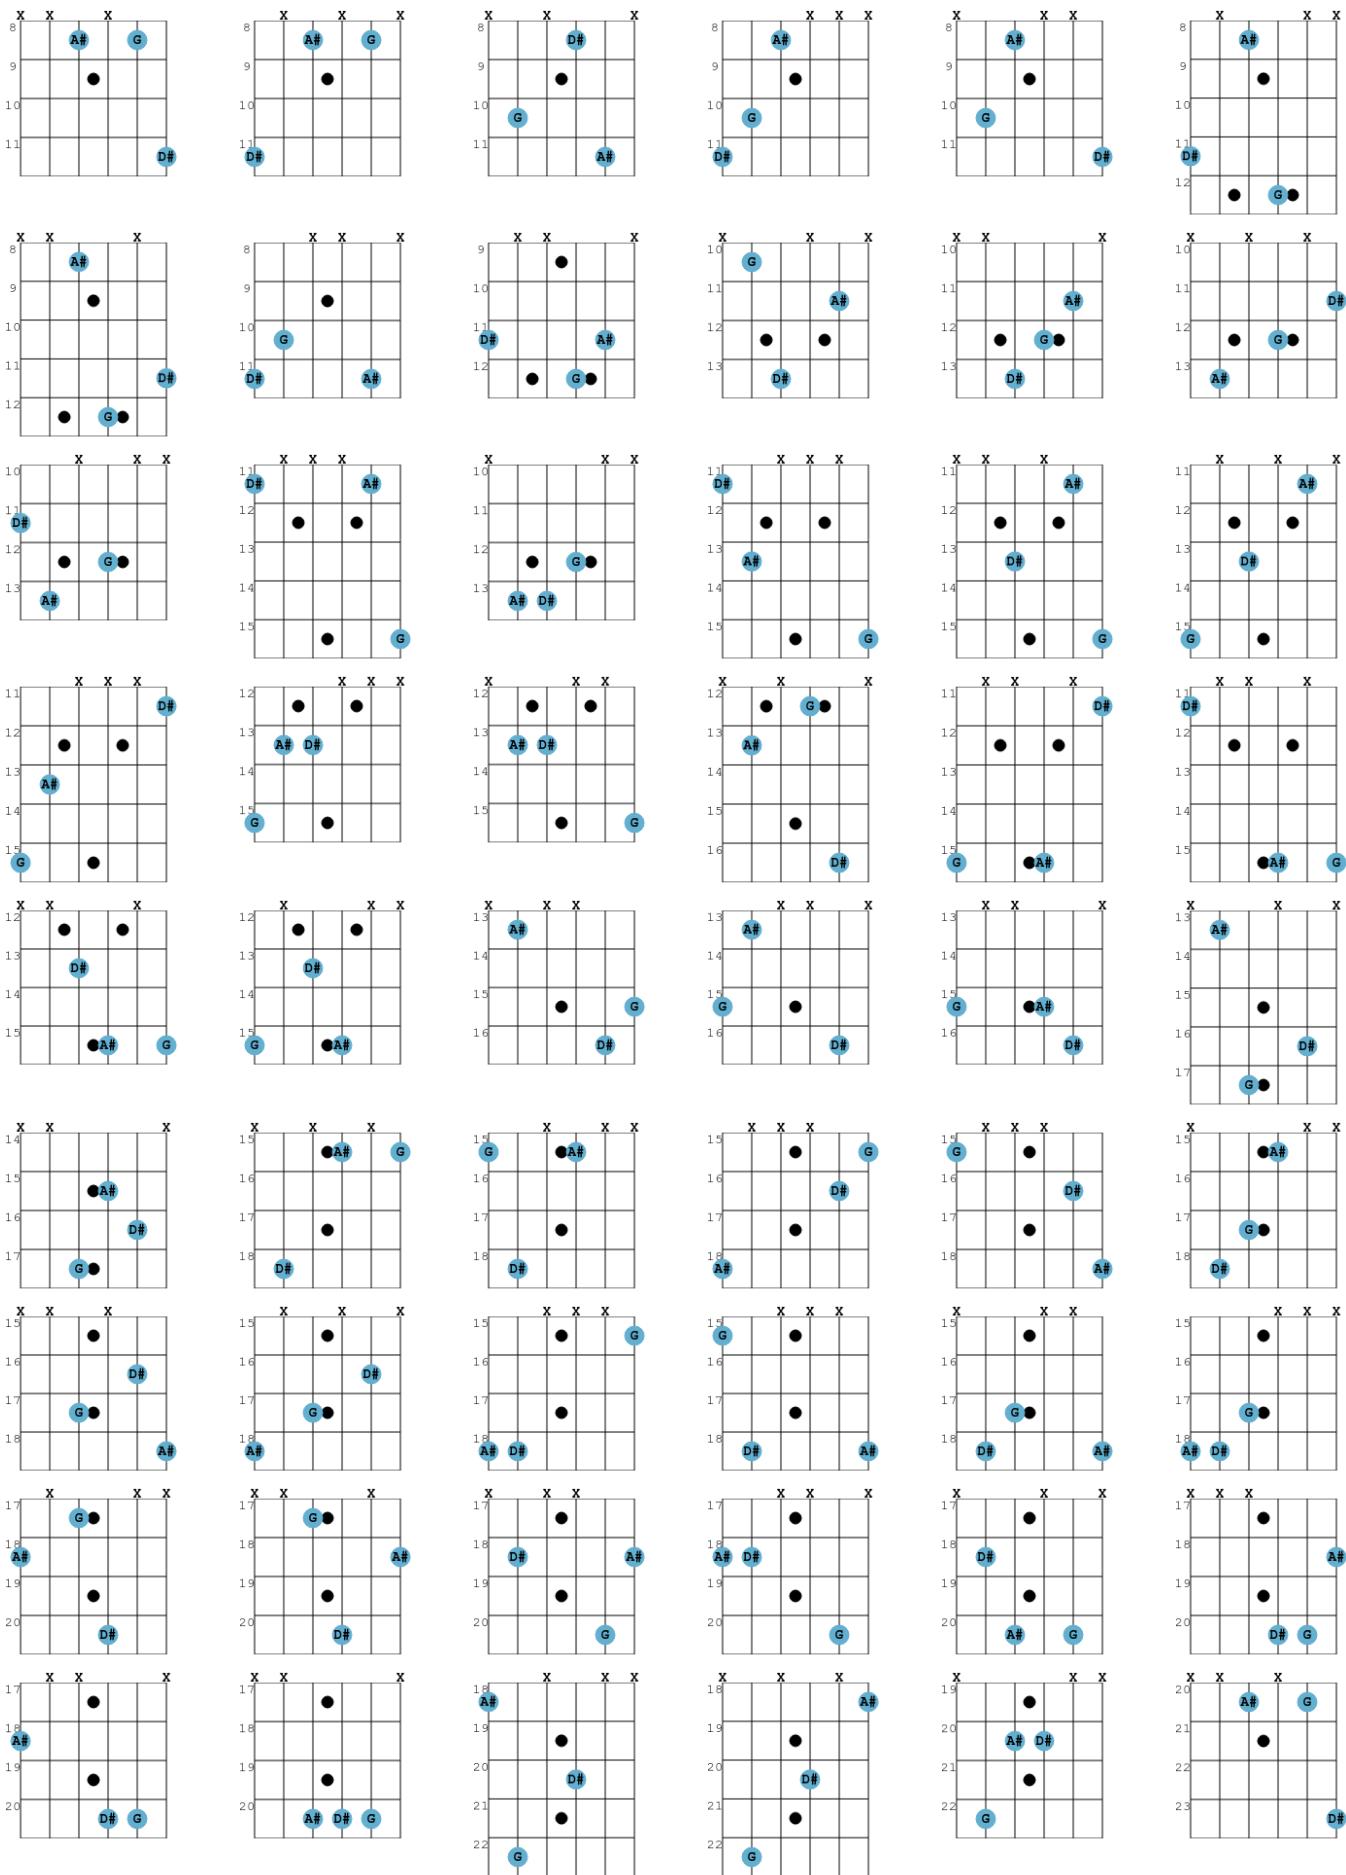 X X X X X X X X X X X X X X X X X
8 A# G 8 A# G 8 D# 8 A# 8 A# 8 A#
9 9 9 9 9 9
10 10 10 G 10 G 10 G 10
11 D# 11 D# 11 A# 11 D# 11 D# 11 D#
12 G
X X X X X X X X X X X X X X X X X X
8 A# 8 9 10 G 10 10
9 9 10 11 A# 11 A# 11 D#
10 10 G 11 D# A# 12 12 G 12 G
11 D# 11 D# A# 12 G 13 D# 13 D# 13 A#
12 G
X X X X X X X X X X X X X X X X X X
10 11 D# A# 10 11 D# 11 A# 11 A#
11 D# 12 11 12 12 12
12 G 13 12 G 13 A# 13 D# 13 D#
13 A# 14 13 A# D# 14 14 14
15 G 15 G 15 G 15 G
X X X X X X X X X X X X X X X X X X
11 D# 12 12 12 G 11 D# 11 D#
12 13 A# D# 13 A# D# 13 A# 12 12
13 A# 14 14 14 13 13
14 15 G 15 G 15 14 14
15 G 16 D# 15 G A# 15 A# G
X X X X X X X X X X X X X X X X X X
12 12 13 A# 13 A# 13 13 A#
13 D# 13 D# 14 14 14 14
14 14 15 G 15 G 15 G A# 15
15 A# G 15 G A# 16 D# 16 D# 16 D# 16 D#
17 G
X X X X X X X X X X X X X X X X X X
14 15 A# G 15 G A# 15 G 15 G 15 A#
15 A# 16 16 16 D# 16 D# 16
16 D# 17 17 17 17 17 G
17 G 18 D# 18 D# 18 A# 18 A# 18 D#
X X X X X X X X X X X X X X X X X X
15 15 15 G 15 G 15 15
16 D# 16 D# 16 16 16 16
17 G 17 G 17 17 17 G 17 G
18 A# 18 A# 18 A# D# 18 D# A# 18 D# A# 18 A# D#
X X X X X X X X X X X X X X X X X X
17 G 17 G 17 17 17 17
18 A# 18 A# 18 D# A# 18 A# D# 18 D# 18 A#
19 19 19 19 19 19
20 D# 20 D# 20 G 20 G 20 A# G 20 D# G
X X X X X X X X X X X X X X X X X X
17 17 18 A# 18 A# 19 20 A# G
18 A# 18 19 19 20 A# D# 21
19 19 20 D# 20 D# 21 22
20 D# G 20 A# D# G 21 21 22 G 23 D#
22 G 22 G